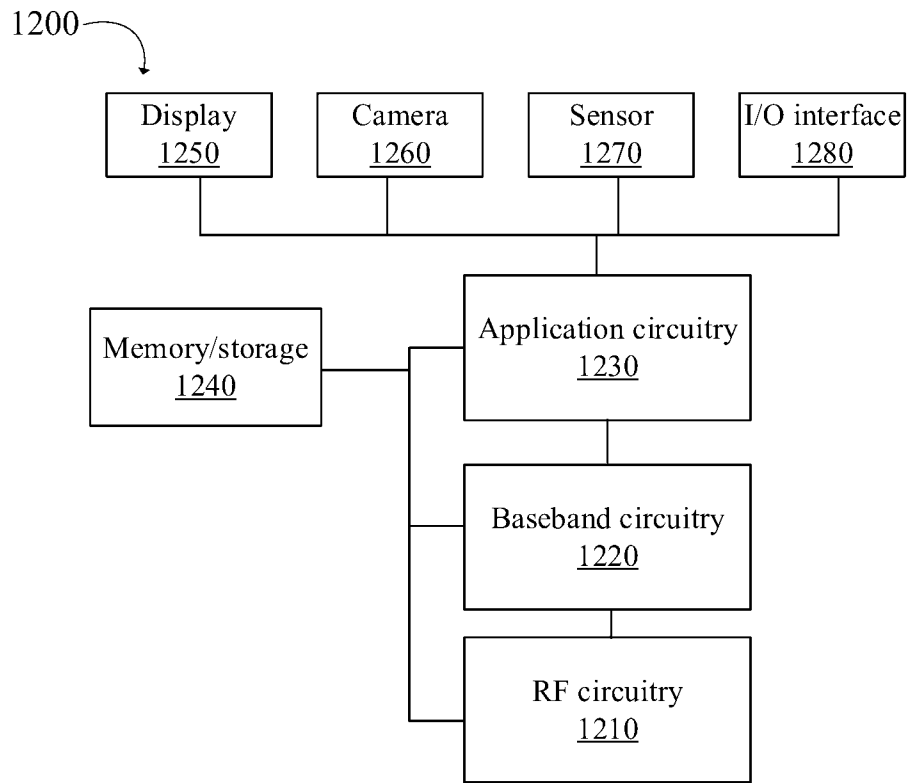 1200
Display
1250
Camera
1260
Sensor
1270
I/O interface
1280
Application circuitry
1230
Memory/storage
1240
Baseband circuitry
1220
RF circuitry
1210